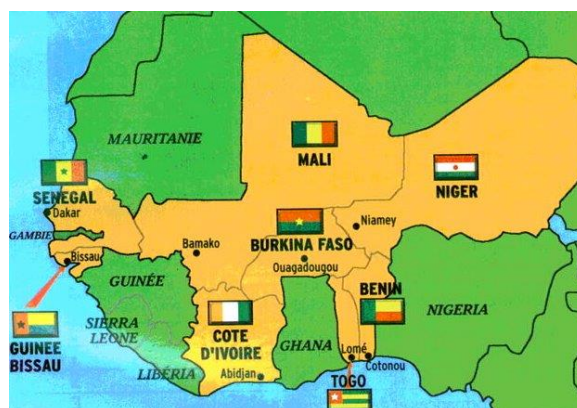 MAURITANIE
MALI
NIGER
SENEGAL
Dakar
GAMBIE
Bissau
Bamako
BURKINA FASO
Ouagadougou
Niamey
GUINÉE
BENIN
NIGERIA
GUINEE
BISSAU
SIERRA
LEONE
COTE
D'IVOIRE
GHANA
Lomé
Cotonou
LIBÉRIA
Abidjan
TOGO